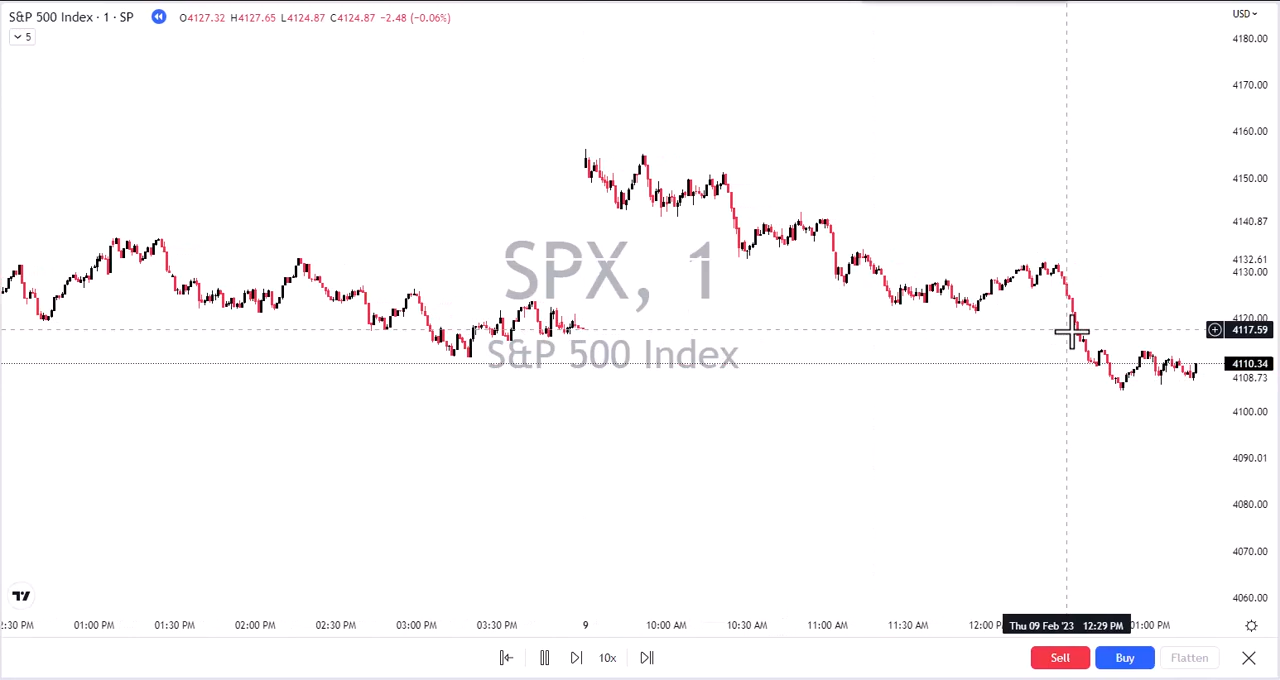 S&P 500 Index · 1 · SP O4127.32 H4127.65 L4124.87 C4124.87 −2.48 (−0.06%)
USD
5
4180.00
4170.00
4160.00
4150.00
4140.87
4132.61
4130.00
4120.00
4117.59
4110.34
4108.73
4100.00
4090.01
4080.00
4070.00
4060.00
SPX, 1
S&P 500 Index
2:30 PM 01:00 PM 01:30 PM 02:00 PM 02:30 PM 03:00 PM 03:30 PM 9 10:00 AM 10:30 AM 11:00 AM 11:30 AM 12:00 P Thu 09 Feb '23 12:29 PM 01:00 PM
10x Sell Buy Flatten